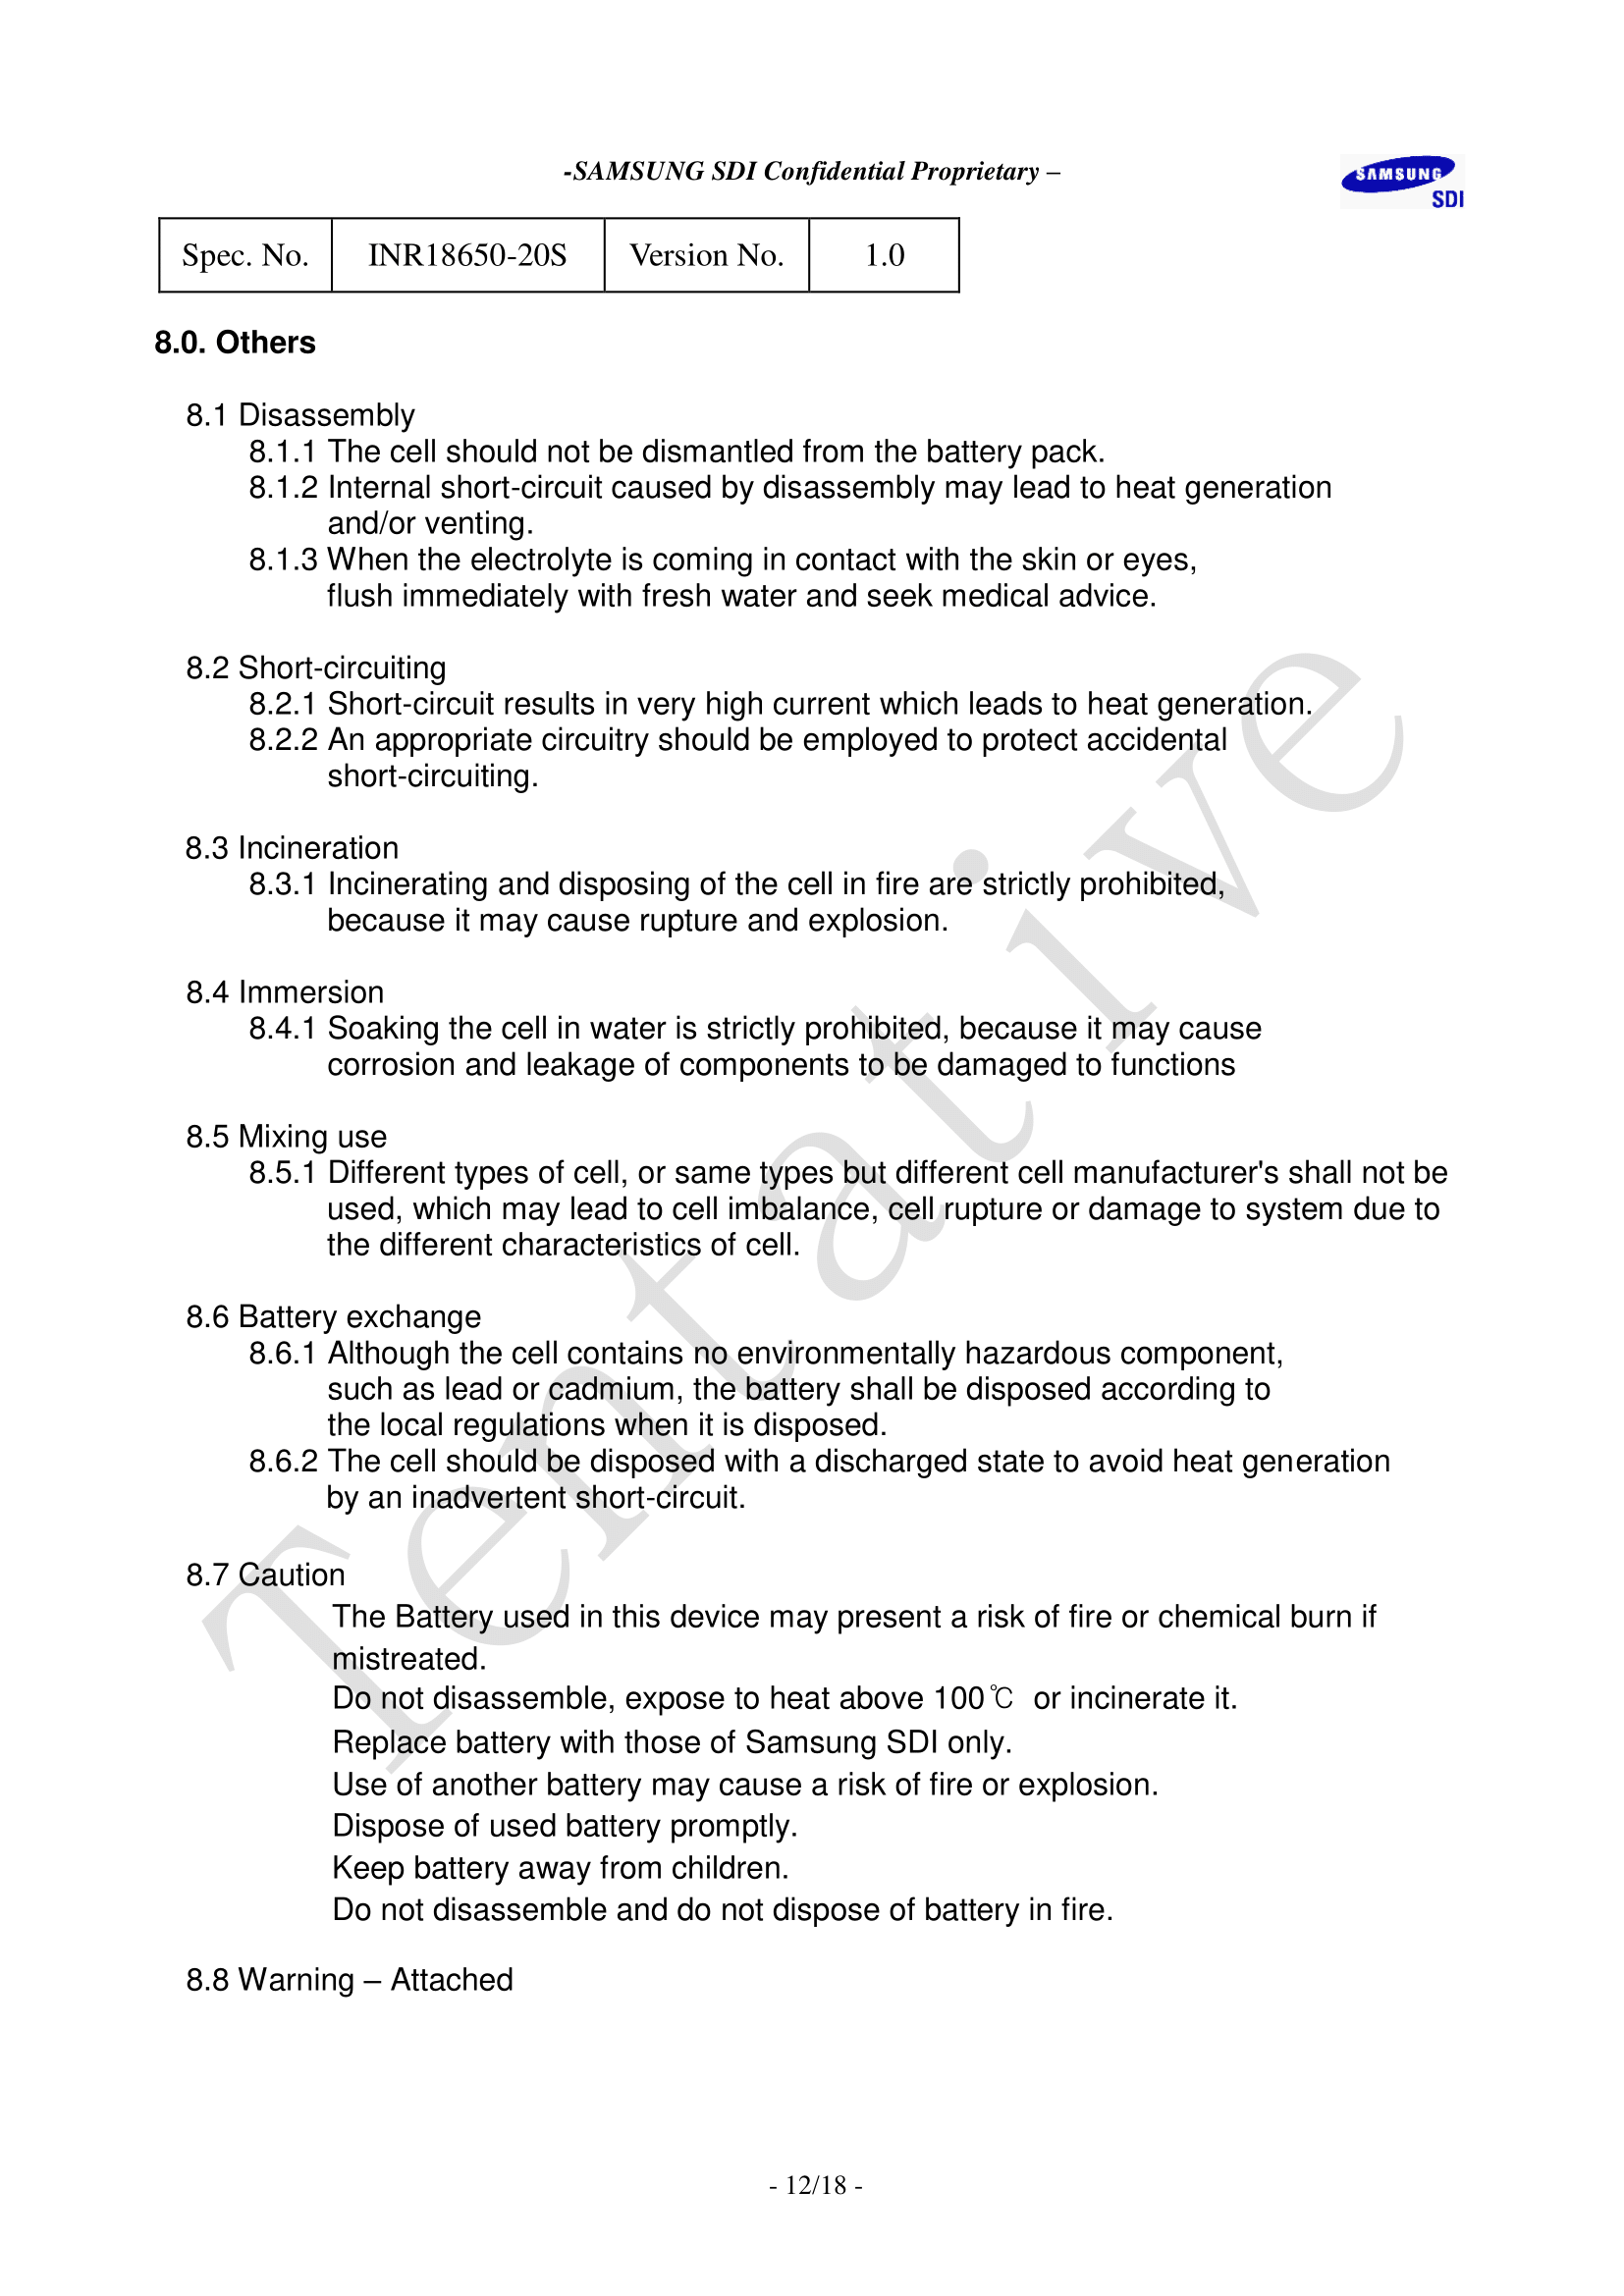 -SAMSUNG SDI Confidential Proprietary –
SAMSUNG
SDI
Spec. No. INR18650-20S Version No. 1.0
8.0. Others
8.1 Disassembly
8.1.1 The cell should not be dismantled from the battery pack.
8.1.2 Internal short-circuit caused by disassembly may lead to heat generation
and/or venting.
8.1.3 When the electrolyte is coming in contact with the skin or eyes,
flush immediately with fresh water and seek medical advice.
8.2 Short-circuiting
8.2.1 Short-circuit results in very high current which leads to heat generation.
8.2.2 An appropriate circuitry should be employed to protect accidental
short-circuiting.
8.3 Incineration
8.3.1 Incinerating and disposing of the cell in fire are strictly prohibited,
because it may cause rupture and explosion.
8.4 Immersion
8.4.1 Soaking the cell in water is strictly prohibited, because it may cause
corrosion and leakage of components to be damaged to functions
8.5 Mixing use
8.5.1 Different types of cell, or same types but different cell manufacturer's shall not be
used, which may lead to cell imbalance, cell rupture or damage to system due to
the different characteristics of cell.
8.6 Battery exchange
8.6.1 Although the cell contains no environmentally hazardous component,
such as lead or cadmium, the battery shall be disposed according to
the local regulations when it is disposed.
8.6.2 The cell should be disposed with a discharged state to avoid heat generation
by an inadvertent short-circuit.
8.7 Caution
The Battery used in this device may present a risk of fire or chemical burn if
mistreated.
Do not disassemble, expose to heat above 100℃ or incinerate it.
Replace battery with those of Samsung SDI only.
Use of another battery may cause a risk of fire or explosion.
Dispose of used battery promptly.
Keep battery away from children.
Do not disassemble and do not dispose of battery in fire.
8.8 Warning – Attached
Tentative
- 12/18 -